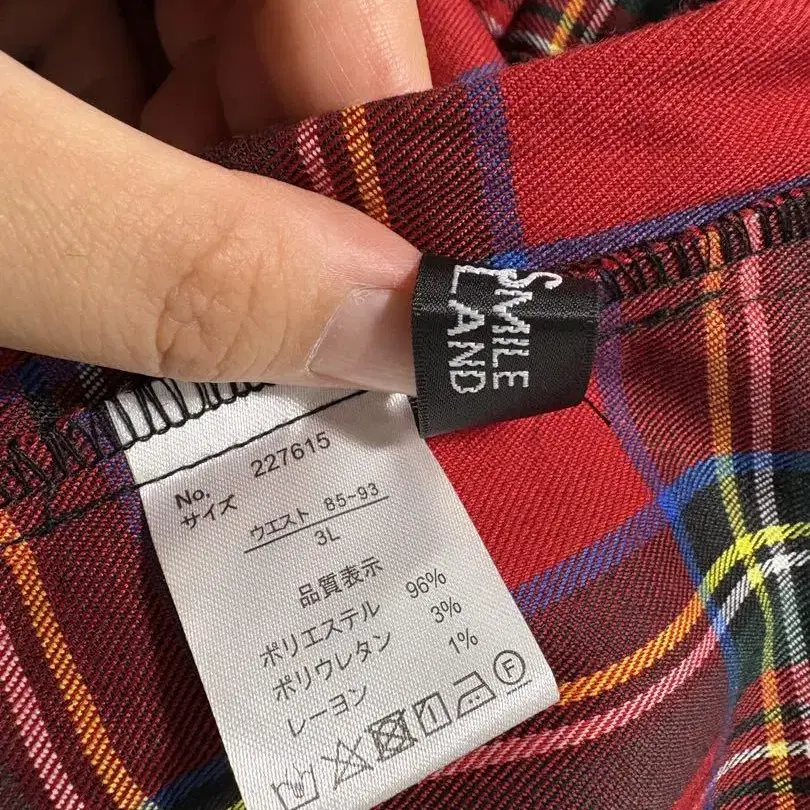 SMILE
LAND
No. 227615
サイズ
ウエスト 85~93
3L
品質表示
ポリエステル 96%
ポリウレタン 3%
レーヨン 1%
F